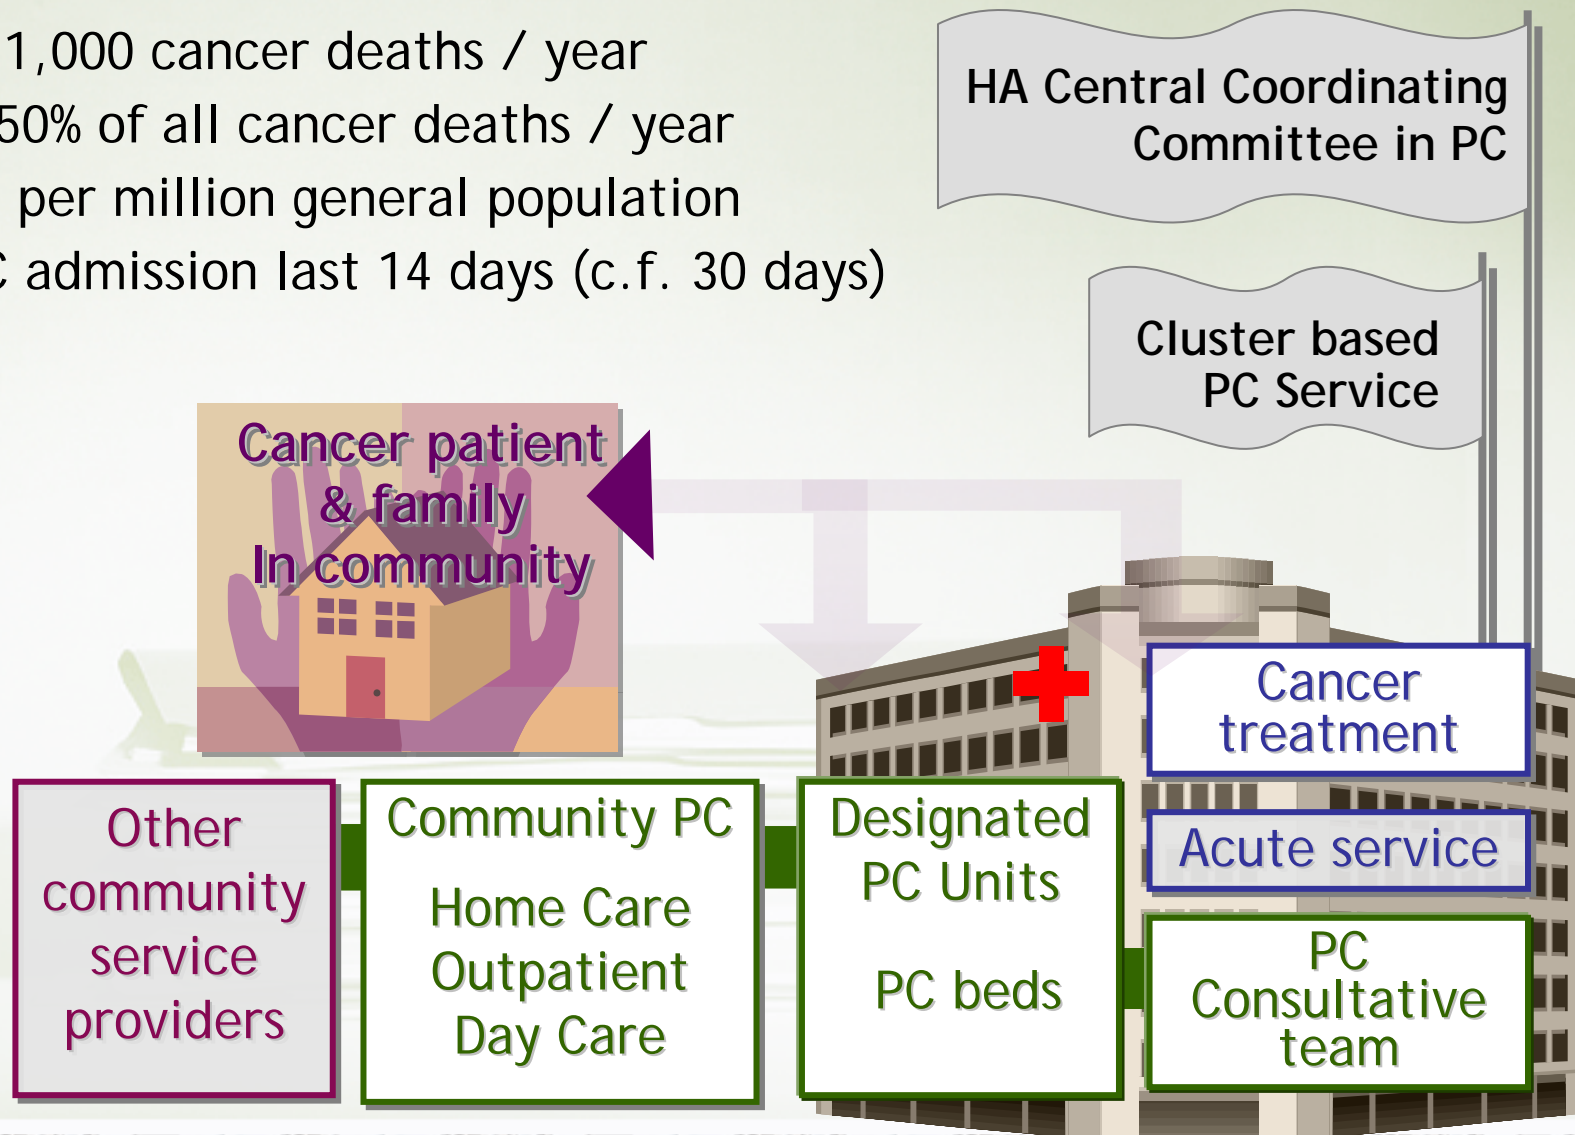 1,000 cancer deaths / year
50% of all cancer deaths / year
per million general population
admission last 14 days (c.f. 30 days)
HA Central Coordinating
Committee in PC
Cluster based
PC Service
Cancer patient
& family
In community
Other
community
service
providers
Community PC
Home Care
Outpatient
Day Care
Designated
PC Units
PC beds
Cancer
treatment
Acute service
PC
Consultative
team